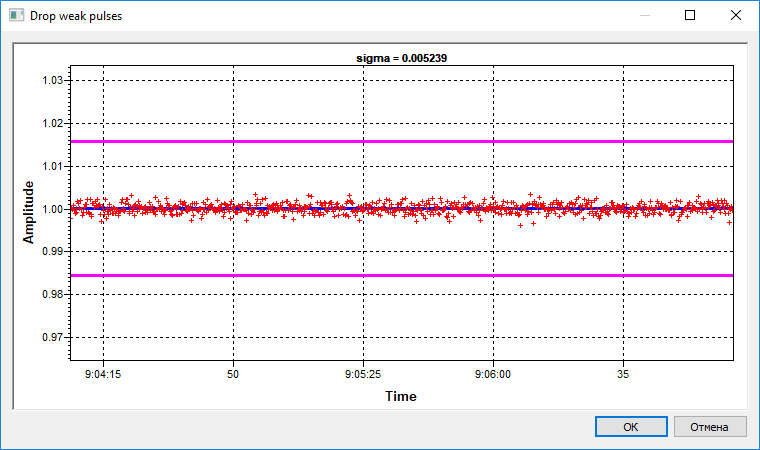 Drop weak pulses
sigma = 0.005239
1.03
1.02
1.01
1.00
0.99
0.98
0.97
Amplitude
9:04:15 50 9:05:25 9:06:00 35
Time
OK Отмена